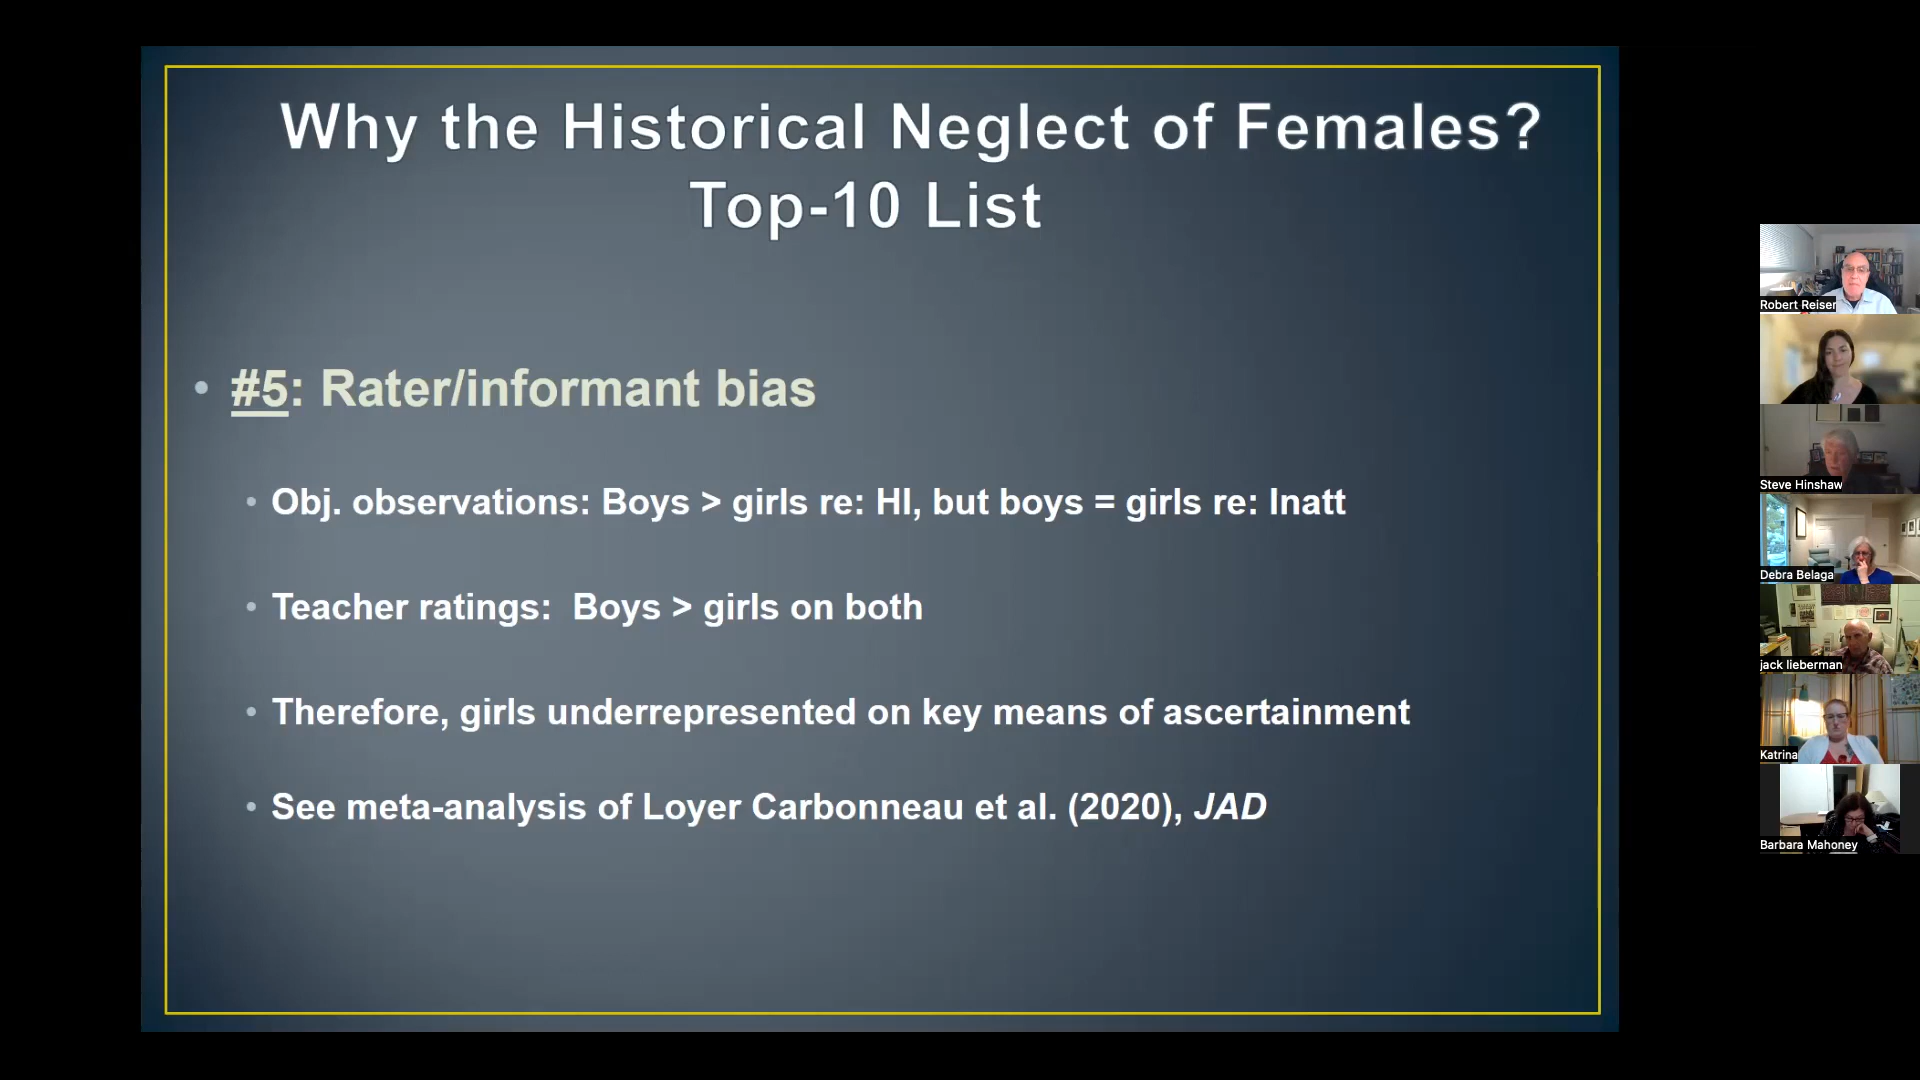 Why the Historical Neglect of Females?
Top-10 List
• #5: Rater/informant bias
• Obj. observations: Boys > girls re: HI, but boys = girls re: Inatt
• Teacher ratings:  Boys > girls on both
• Therefore, girls underrepresented on key means of ascertainment
• See meta-analysis of Loyer Carbonneau et al. (2020), JAD
Robert Reiser
Steve Hinshaw
Debra Belaga
jack lieberman
Katrina
Barbara Mahoney